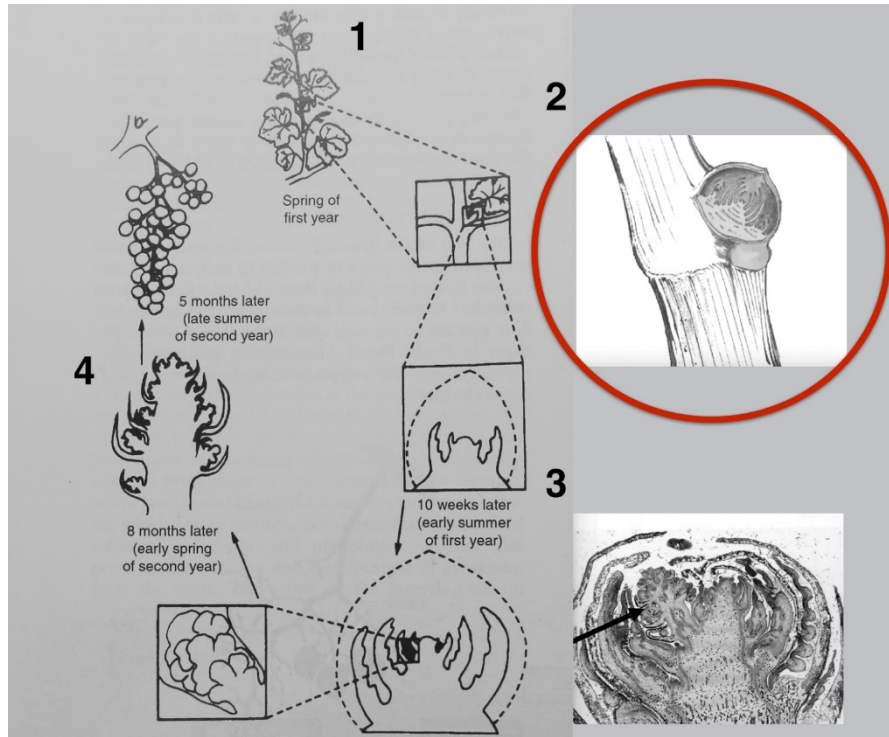 1
Spring of
first year
2
5 months later
(late summer
of second year)
4
3
10 weeks later
(early summer
of first year)
8 months later
(early spring
of second year)